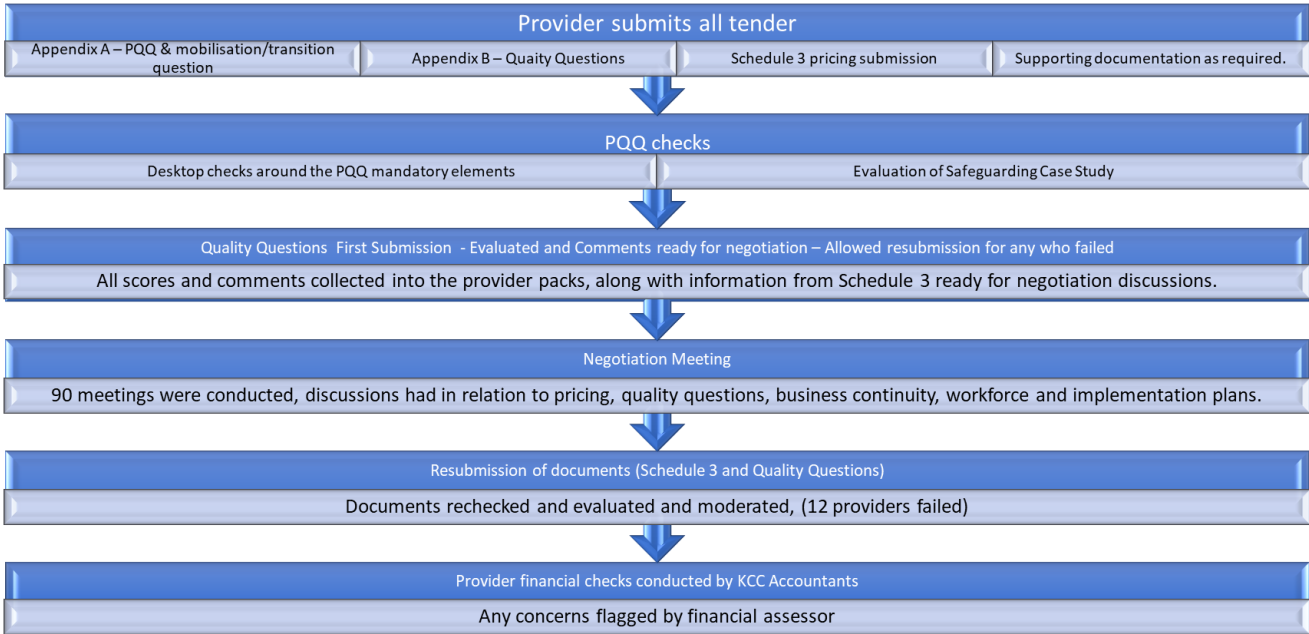 Provider submits all tender
Appendix A – PQQ & mobilisation/transition
question
Appendix B – Quaity Questions
Schedule 3 pricing submission
Supporting documentation as required.
PQQ checks
Desktop checks around the PQQ mandatory elements
Evaluation of Safeguarding Case Study
Quality Questions First Submission - Evaluated and Comments ready for negotiation – Allowed resubmission for any who failed
All scores and comments collected into the provider packs, along with information from Schedule 3 ready for negotiation discussions.
Negotiation Meeting
90 meetings were conducted, discussions had in relation to pricing, quality questions, business continuity, workforce and implementation plans.
Resubmission of documents (Schedule 3 and Quality Questions)
Documents rechecked and evaluated and moderated, (12 providers failed)
Provider financial checks conducted by KCC Accountants
Any concerns flagged by financial assessor